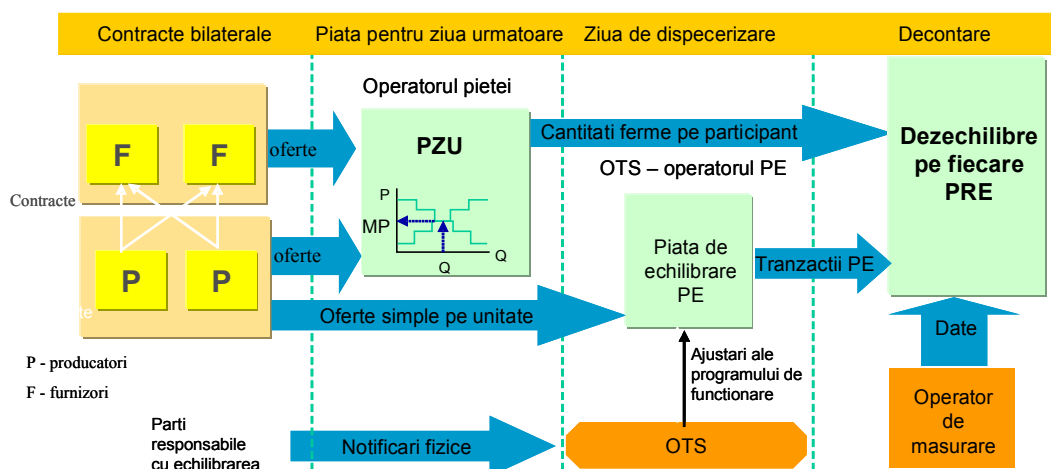 Contracte bilaterale
Piata pentru ziua urmatoare
Ziua de dispecerizare
Decontare
Operatorul pietei
F
F
oferte
PZU
P
MP
Q
Q
Cantitati ferme pe participant
OTS – operatorul PE
Dezechilibre
pe fiecare
PRE
Contracte
P
P
oferte
Piata de
echilibrare
PE
Tranzactii PE
te
Oferte simple pe unitate
Date
P - producatori
F - furnizori
Ajustari ale
programului de
functionare
Operator
de
masurare
Parti
responsabile
cu echilibrarea
Notificari fizice
OTS